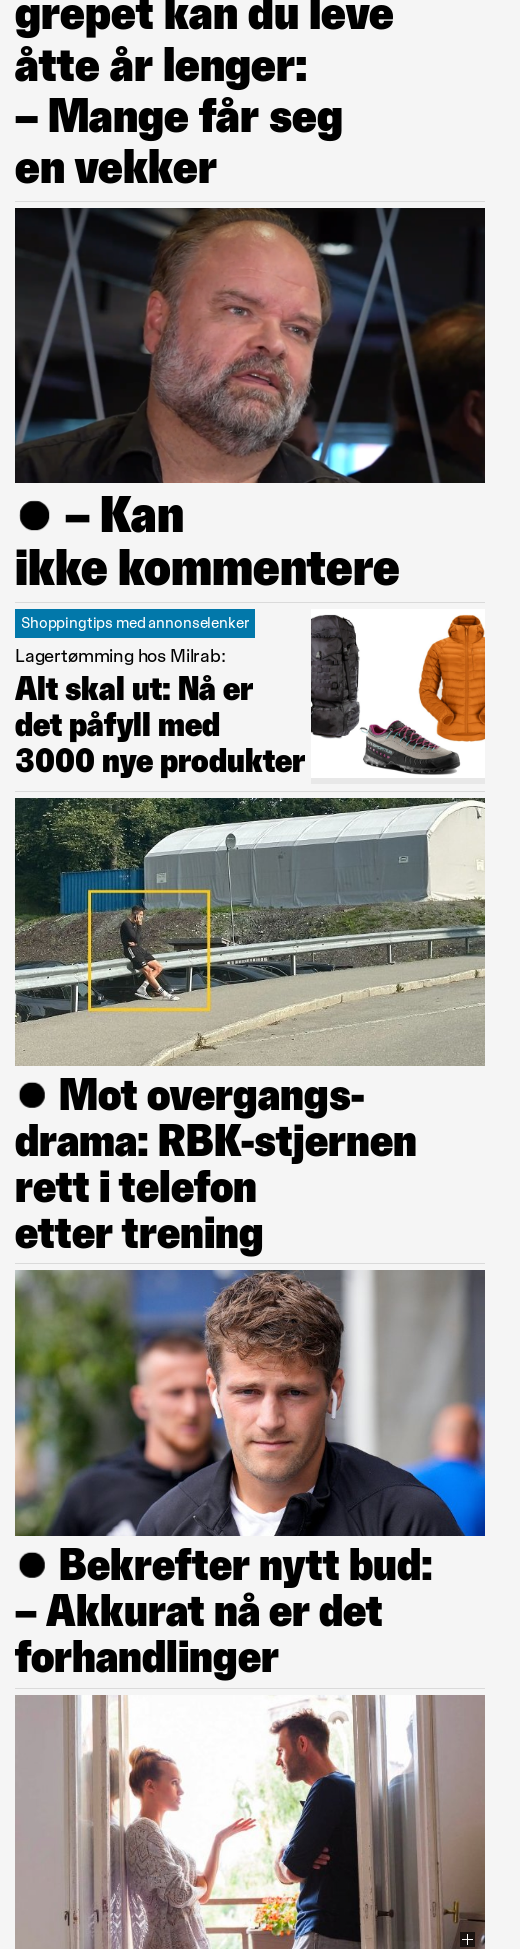 grepet kan du leve
åtte år lenger:
– Mange får seg
en vekker
● – Kan
ikke kommentere
Shoppingtips med annonselenker
Lagertømming hos Milrab:
Alt skal ut: Nå er
det påfyll med
3000 nye produkter
● Mot overgangs-
drama: RBK-stjernen
rett i telefon
etter trening
● Bekrefter nytt bud:
– Akkurat nå er det
forhandlinger